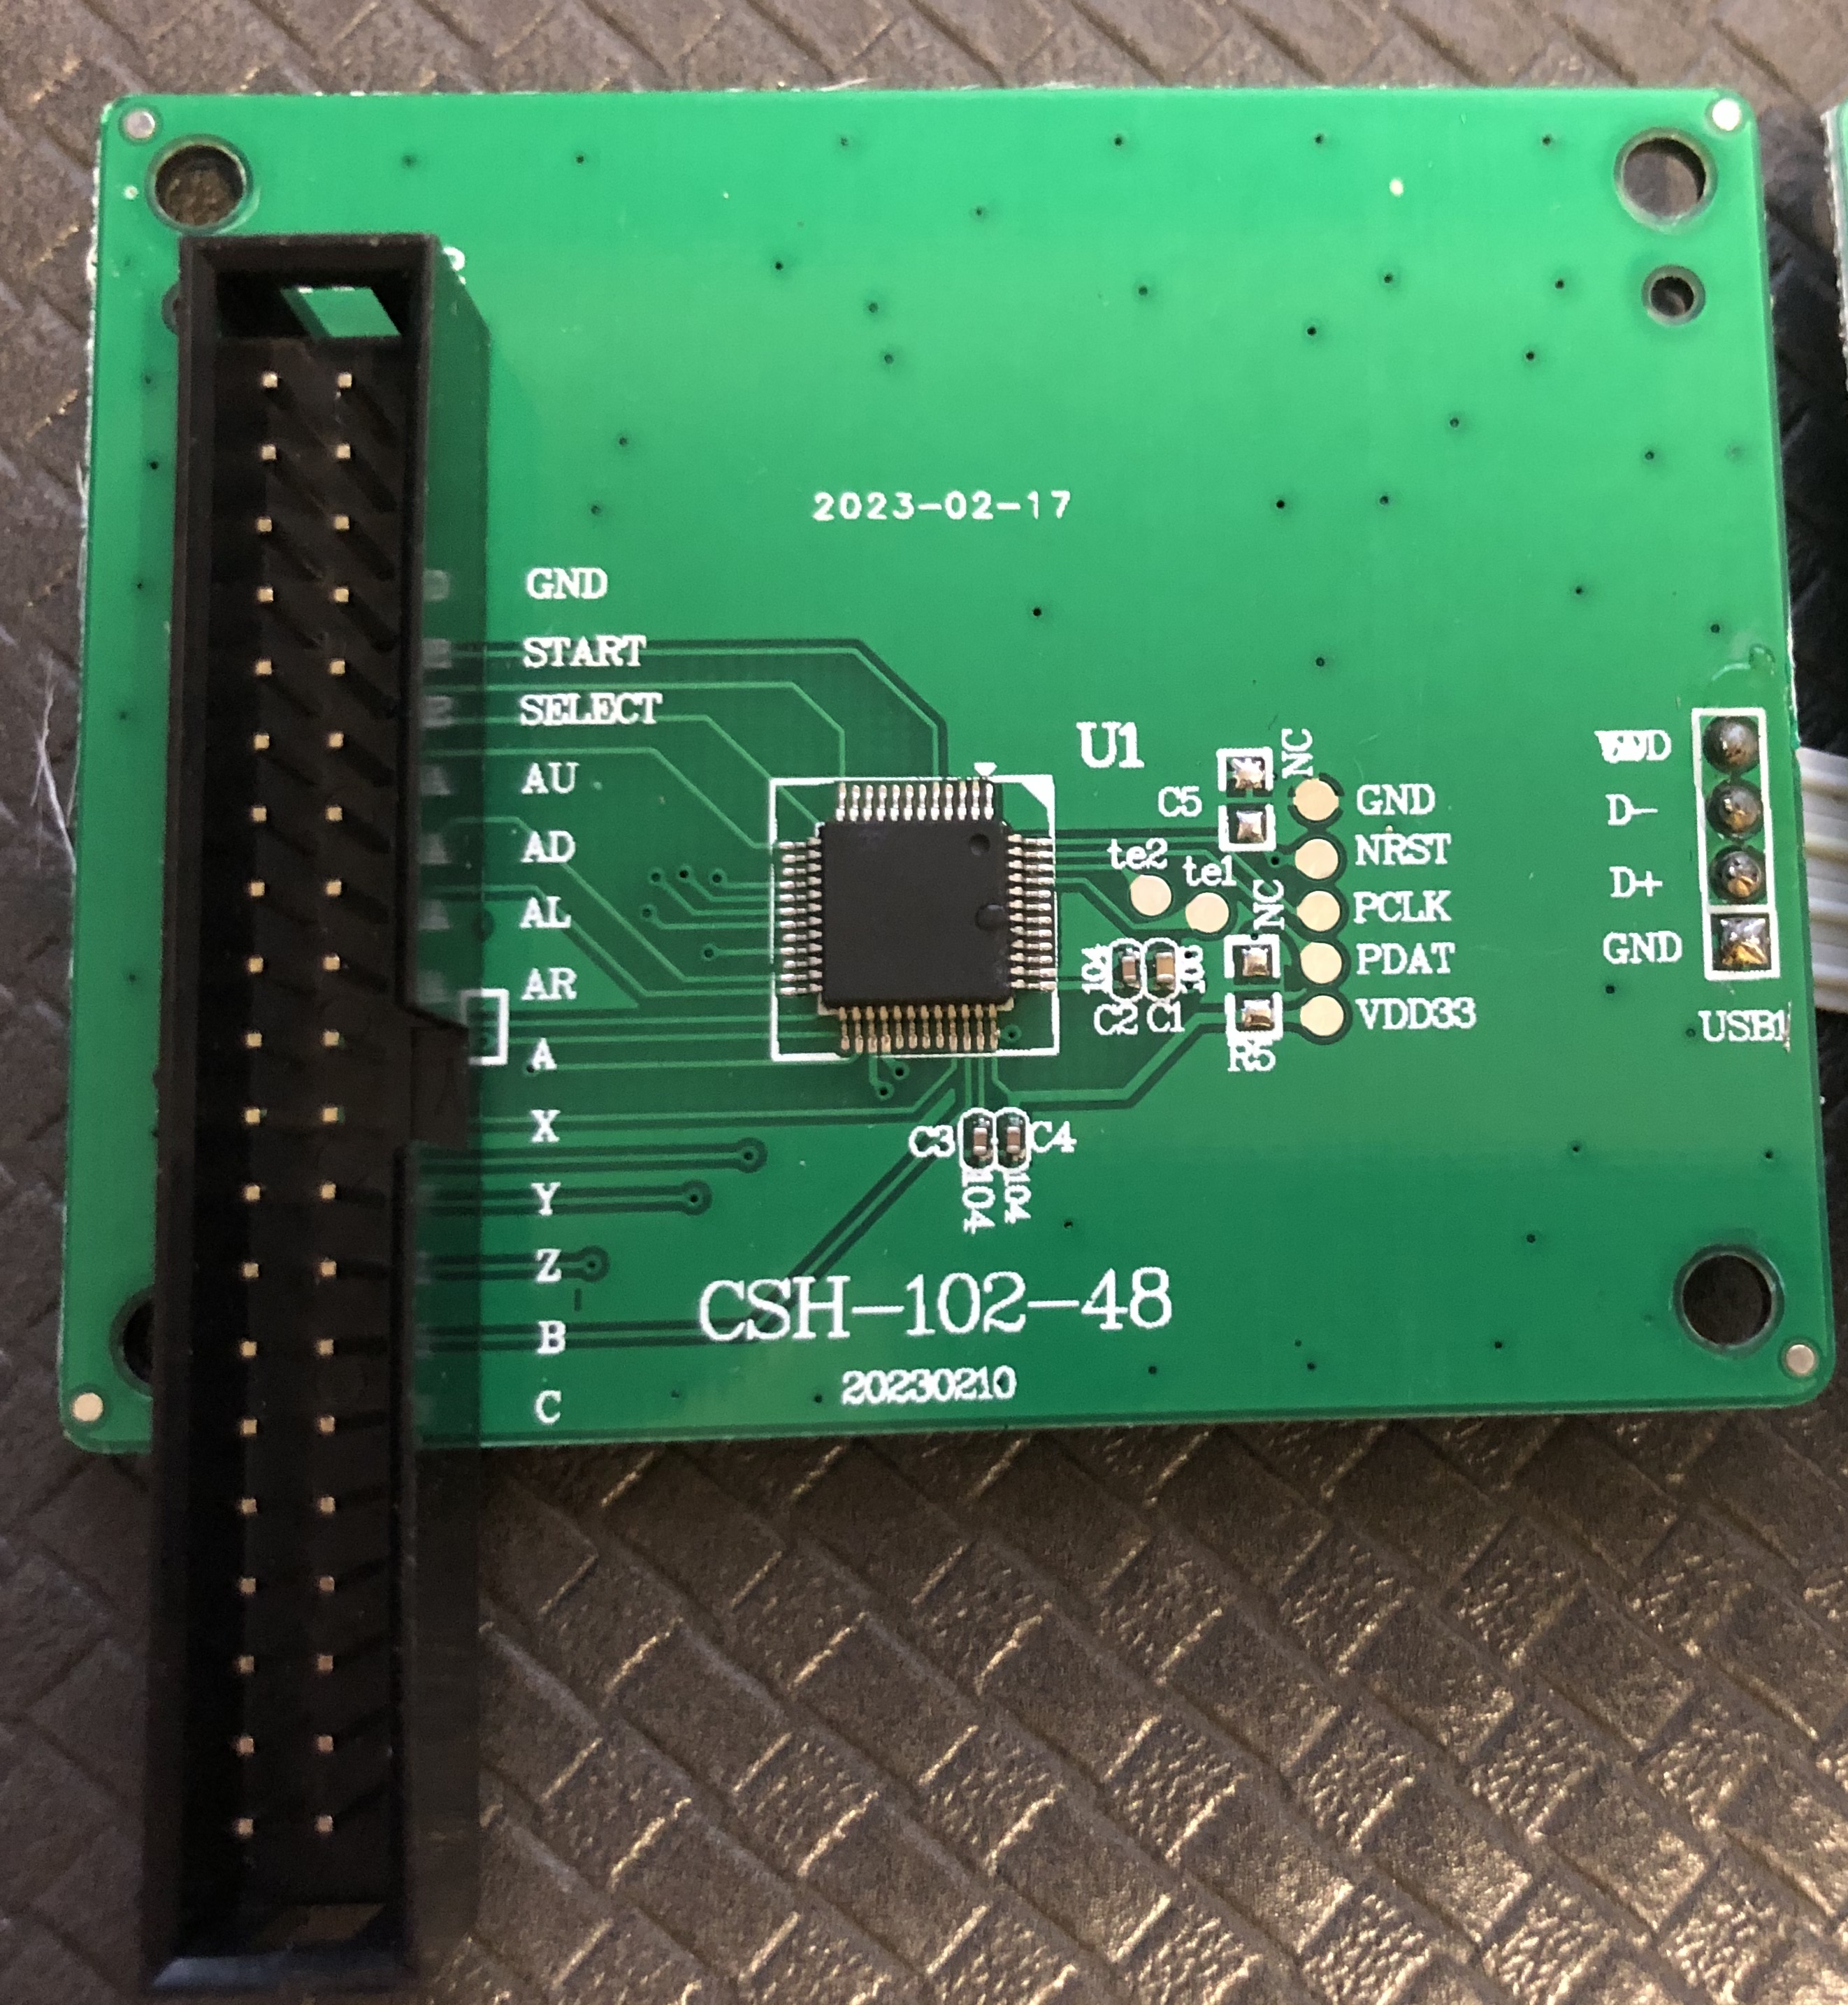 2023-02-17
GND
START
SELECT
AU
AD
AL
AR
A
X
Y
Z
B
C
U1
C5
NC
te2
te1
NC
GND
NRST
PCLK
PDAT
VDD33
104
C2
C1
R5
D-
D+
GND
USB1
C3
C4
104
104
CSH-102-48
20230210